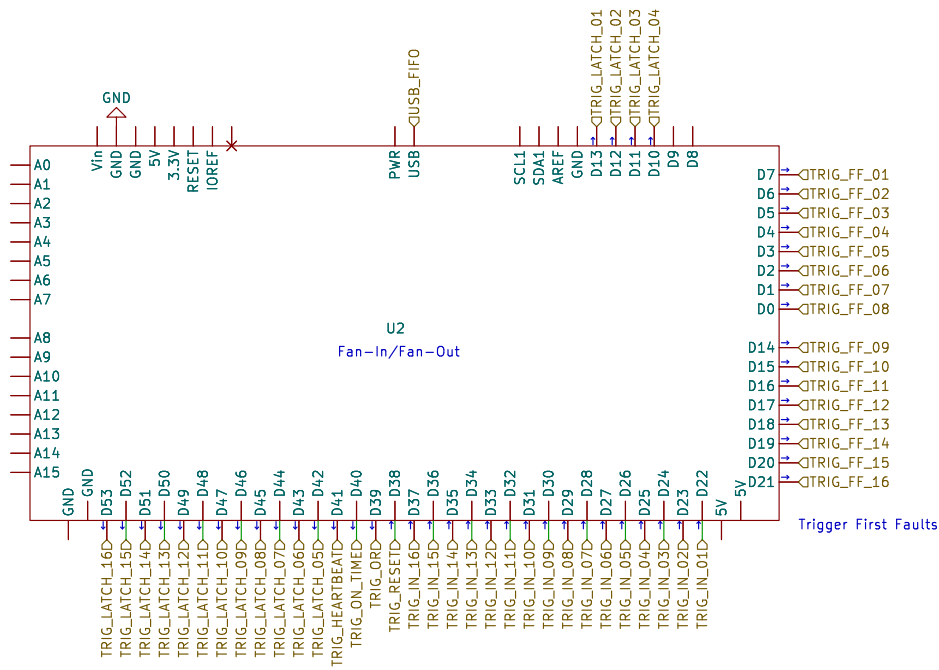 TRIG_LATCH_01
TRIG_LATCH_02
TRIG_LATCH_03
TRIG_LATCH_04
USB_FIFO
GND
Vin
GND
GND
5V
3.3V
RESET
IOREF
PWR
USB
SCL1
SDA1
AREF
GND
D13
D12
D11
D10
D9
D8
A0
A1
A2
A3
A4
A5
A6
A7
A8
A9
A10
A11
A12
A13
A14
A15
U2
Fan-In/Fan-Out
D7 TRIG_FF_01
D6 TRIG_FF_02
D5 TRIG_FF_03
D4 TRIG_FF_04
D3 TRIG_FF_05
D2 TRIG_FF_06
D1 TRIG_FF_07
D0 TRIG_FF_08
D14 TRIG_FF_09
D15 TRIG_FF_10
D16 TRIG_FF_11
D17 TRIG_FF_12
D18 TRIG_FF_13
D19 TRIG_FF_14
D20 TRIG_FF_15
D21 TRIG_FF_16
Trigger First Faults
GND
GND
D53
D52
D51
D50
D49
D48
D47
D46
D45
D44
D43
D42
D41
D40
D39
D38
D37
D36
D35
D34
D33
D32
D31
D30
D29
D28
D27
D26
D25
D24
D23
D22
5V
5V
TRIG_LATCH_16
TRIG_LATCH_15
TRIG_LATCH_14
TRIG_LATCH_13
TRIG_LATCH_12
TRIG_LATCH_11
TRIG_LATCH_10
TRIG_LATCH_09
TRIG_LATCH_08
TRIG_LATCH_07
TRIG_LATCH_06
TRIG_LATCH_05
TRIG_HEARTBEAT
TRIG_ON_TIME
TRIG_OR
TRIG_RESET
TRIG_IN_16
TRIG_IN_15
TRIG_IN_14
TRIG_IN_13
TRIG_IN_12
TRIG_IN_11
TRIG_IN_10
TRIG_IN_09
TRIG_IN_08
TRIG_IN_07
TRIG_IN_06
TRIG_IN_05
TRIG_IN_04
TRIG_IN_03
TRIG_IN_02
TRIG_IN_01